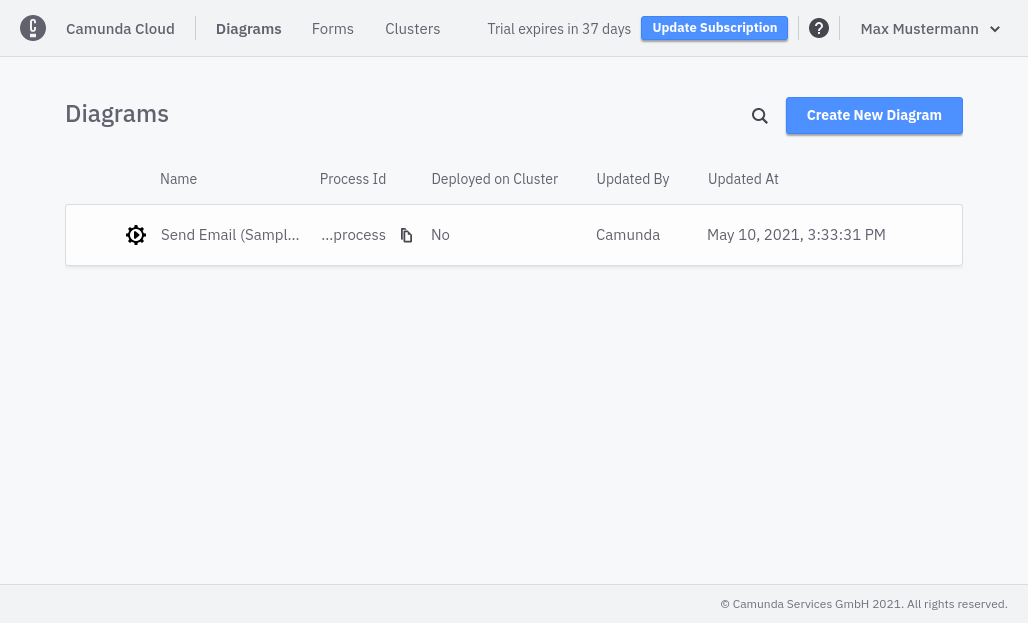 Camunda Cloud Diagrams Forms Clusters Trial expires in 37 days Update Subscription ? Max Mustermann
Diagrams
Create New Diagram
Name Process Id Deployed on Cluster Updated By Updated At
Send Email (Sampl... ...process No Camunda May 10, 2021, 3:33:31 PM
© Camunda Services GmbH 2021. All rights reserved.